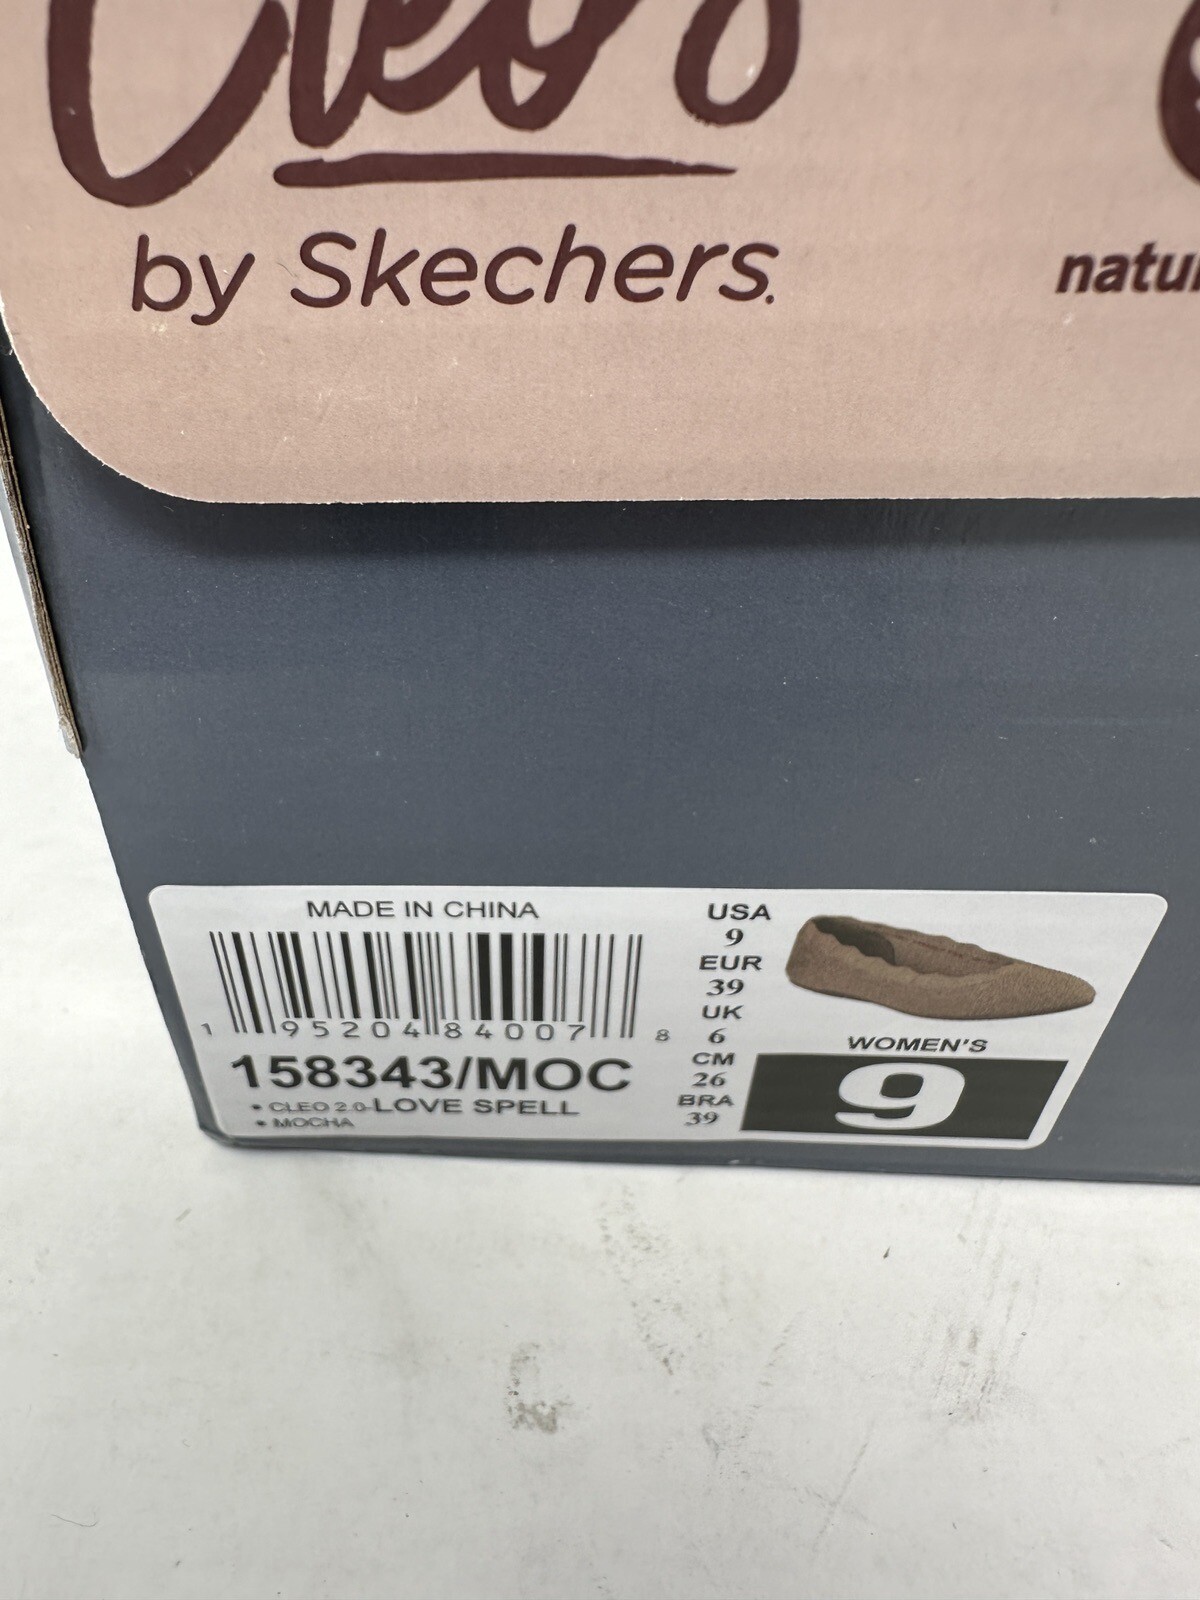 Cleo
by Skechers.
natur
MADE IN CHINA
1 95204 84007 8
158343/MOC
• CLEO 2.0-LOVE SPELL
• MOCHA
USA
9
EUR
39
UK
6
CM
26
BRA
39
WOMEN'S
9